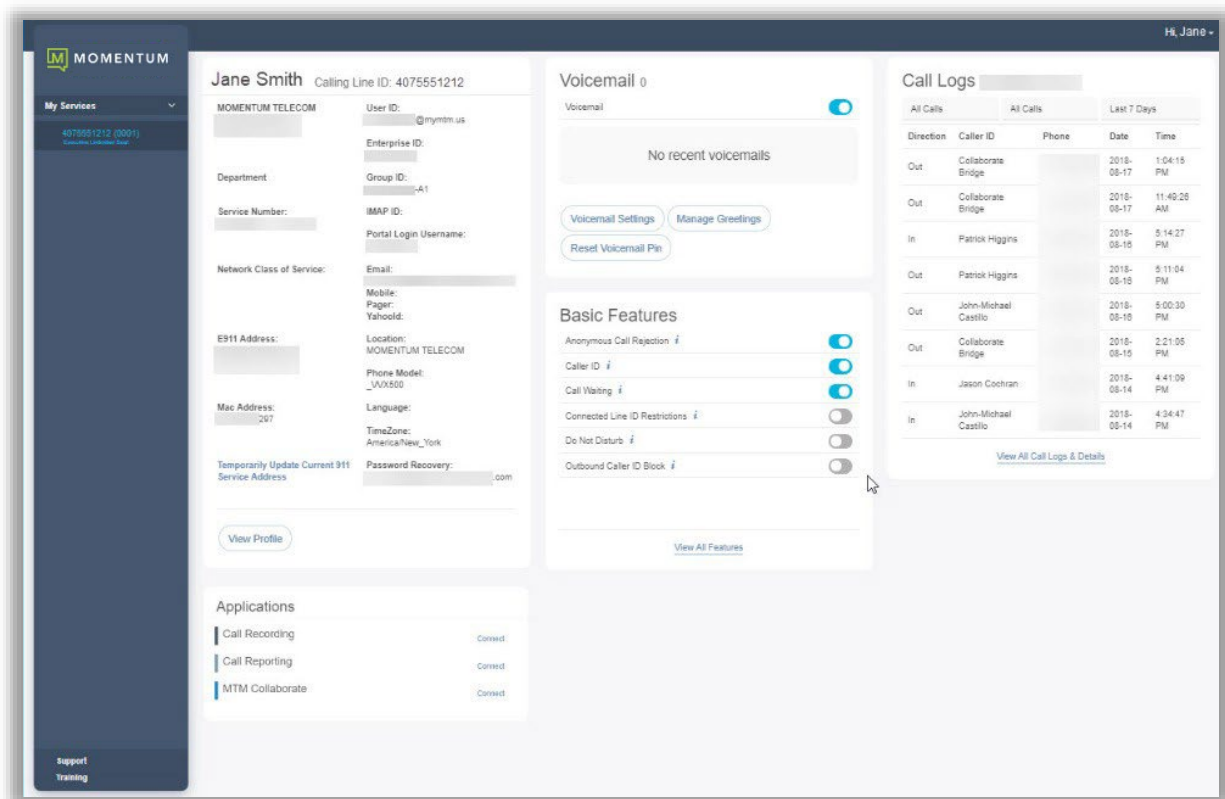 Hi, Jane
MOMENTUM
My Services
4075551212 (0001)
Support
Training
Jane Smith Calling Line ID: 4075551212
MOMENTUM TELECOM
User ID:
@mymtm.us
Enterprise ID:
Department
Group ID:
-A1
Service Number:
IMAP ID:
Portal Login Username:
Network Class of Service:
Email:
Mobile:
Pager:
YahooId:
E911 Address:
Location:
MOMENTUM TELECOM
Phone Model:
_VVX600
Mac Address:
297
Language:
TimeZone:
America/New_York
Temporarily Update Current 911
Service Address
Password Recovery:
.com
View Profile
Applications
Call Recording Connect
Call Reporting Connect
MTM Collaborate Connect
Voicemail 0
Voicemail
No recent voicemails
Voicemail Settings Manage Greetings
Reset Voicemail Pin
Basic Features
Anonymous Call Rejection i
Caller ID i
Call Waiting i
Connected Line ID Restrictions i
Do Not Disturb i
Outbound Caller ID Block i
View All Features
Call Logs
All Calls All Calls Last 7 Days
Direction Caller ID Phone Date Time
Out Collaborate Bridge 2018-08-17 1:04:15 PM
Out Collaborate Bridge 2018-08-17 11:49:26 AM
In Patrick Higgins 2018-08-16 5:14:27 PM
Out Patrick Higgins 2018-08-16 5:11:04 PM
Out John-Michael Castillo 2018-08-16 5:00:30 PM
Out Collaborate Bridge 2018-08-15 2:21:05 PM
In Jason Cochran 2018-08-14 4:41:09 PM
In John-Michael Castillo 2018-08-14 4:34:47 PM
View All Call Logs & Details